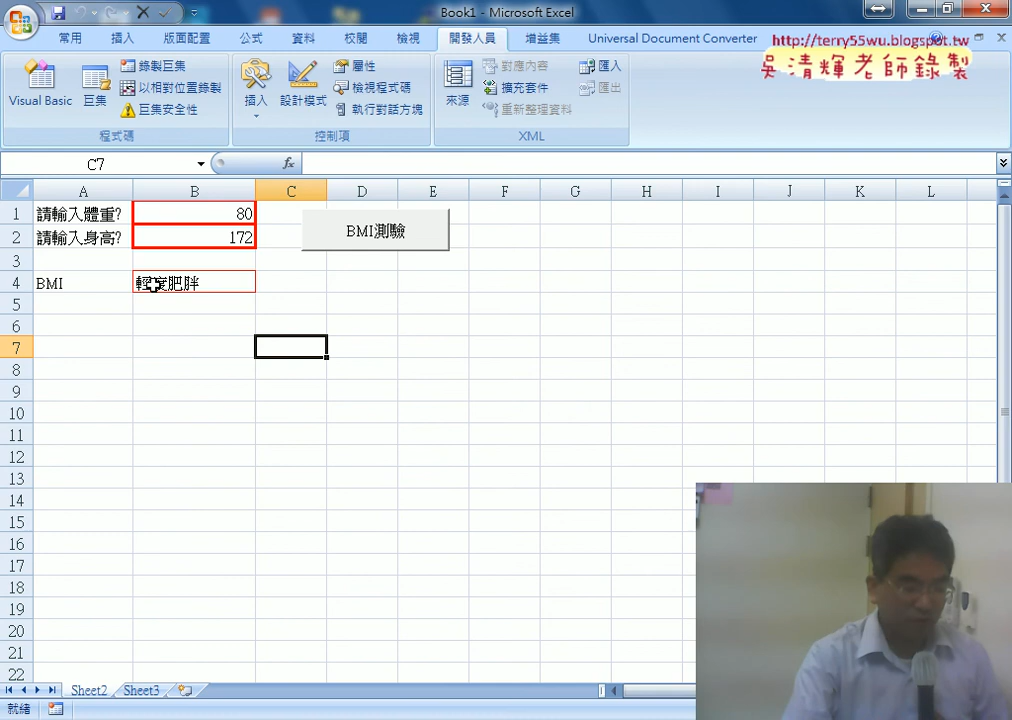 Book1 - Microsoft Excel
常用 插入 版面配置 公式 資料 校閱 檢視 開發人員 增益集 Universal Document Converter
http://terry55wu.blogspot.tw
吳清輝老師錄製
Visual Basic 巨集 錄製巨集 以相對位置錄製 巨集安全性
程式碼
插入 設計模式 屬性 檢視程式碼 執行對話方塊
控制項
來源 對應內容 擴充套件 重新整理資料 匯入 匯出
XML
C7 fx
A B C D E F G H I J K L
1 請輸入體重? 80
BMI測驗
2 請輸入身高? 172
3
4 BMI 輕度肥胖
5
6
7
8
9
10
11
12
13
14
15
16
17
18
19
20
21
22
Sheet2 Sheet3
就緒